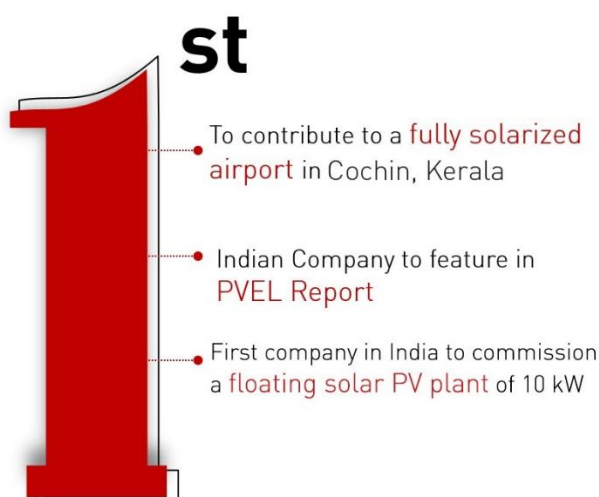 1st
To contribute to a fully solarized
airport in Cochin, Kerala
Indian Company to feature in
PVEL Report
First company in India to commission
a floating solar PV plant of 10 kW